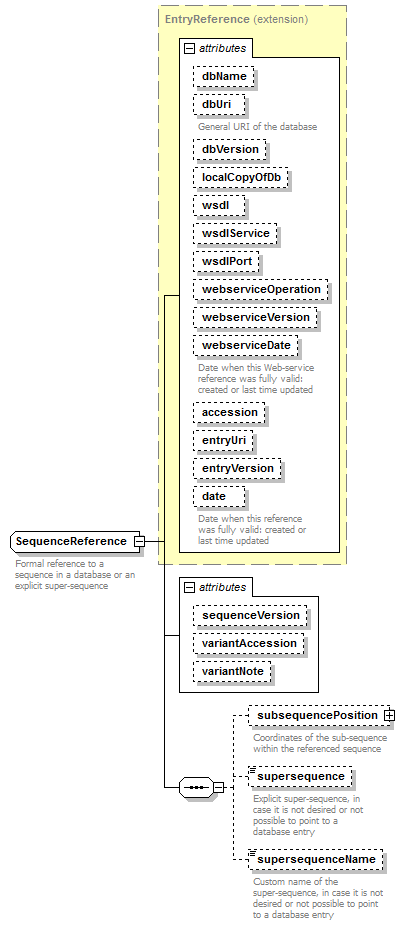 EntryReference (extension)
attributes
dbName
dbUri
General URI of the database
dbVersion
localCopyOfDb
wsdl
wsdlService
wsdlPort
webserviceOperation
webserviceVersion
webserviceDate
Date when this Web-service
reference was fully valid:
created or last time updated
accession
entryUri
entryVersion
date
Date when this reference
was fully valid: created or
last time updated
SequenceReference
Formal reference to a
sequence in a database or an
explicit super-sequence
attributes
sequenceVersion
variantAccession
variantNote
subsequencePosition
Coordinates of the sub-sequence
within the referenced sequence
supersequence
Explicit super-sequence, in
case it is not desired or not
possible to point to a
database entry
supersequenceName
Custom name of the
super-sequence, in case it is not
desired or not possible to point
to a database entry